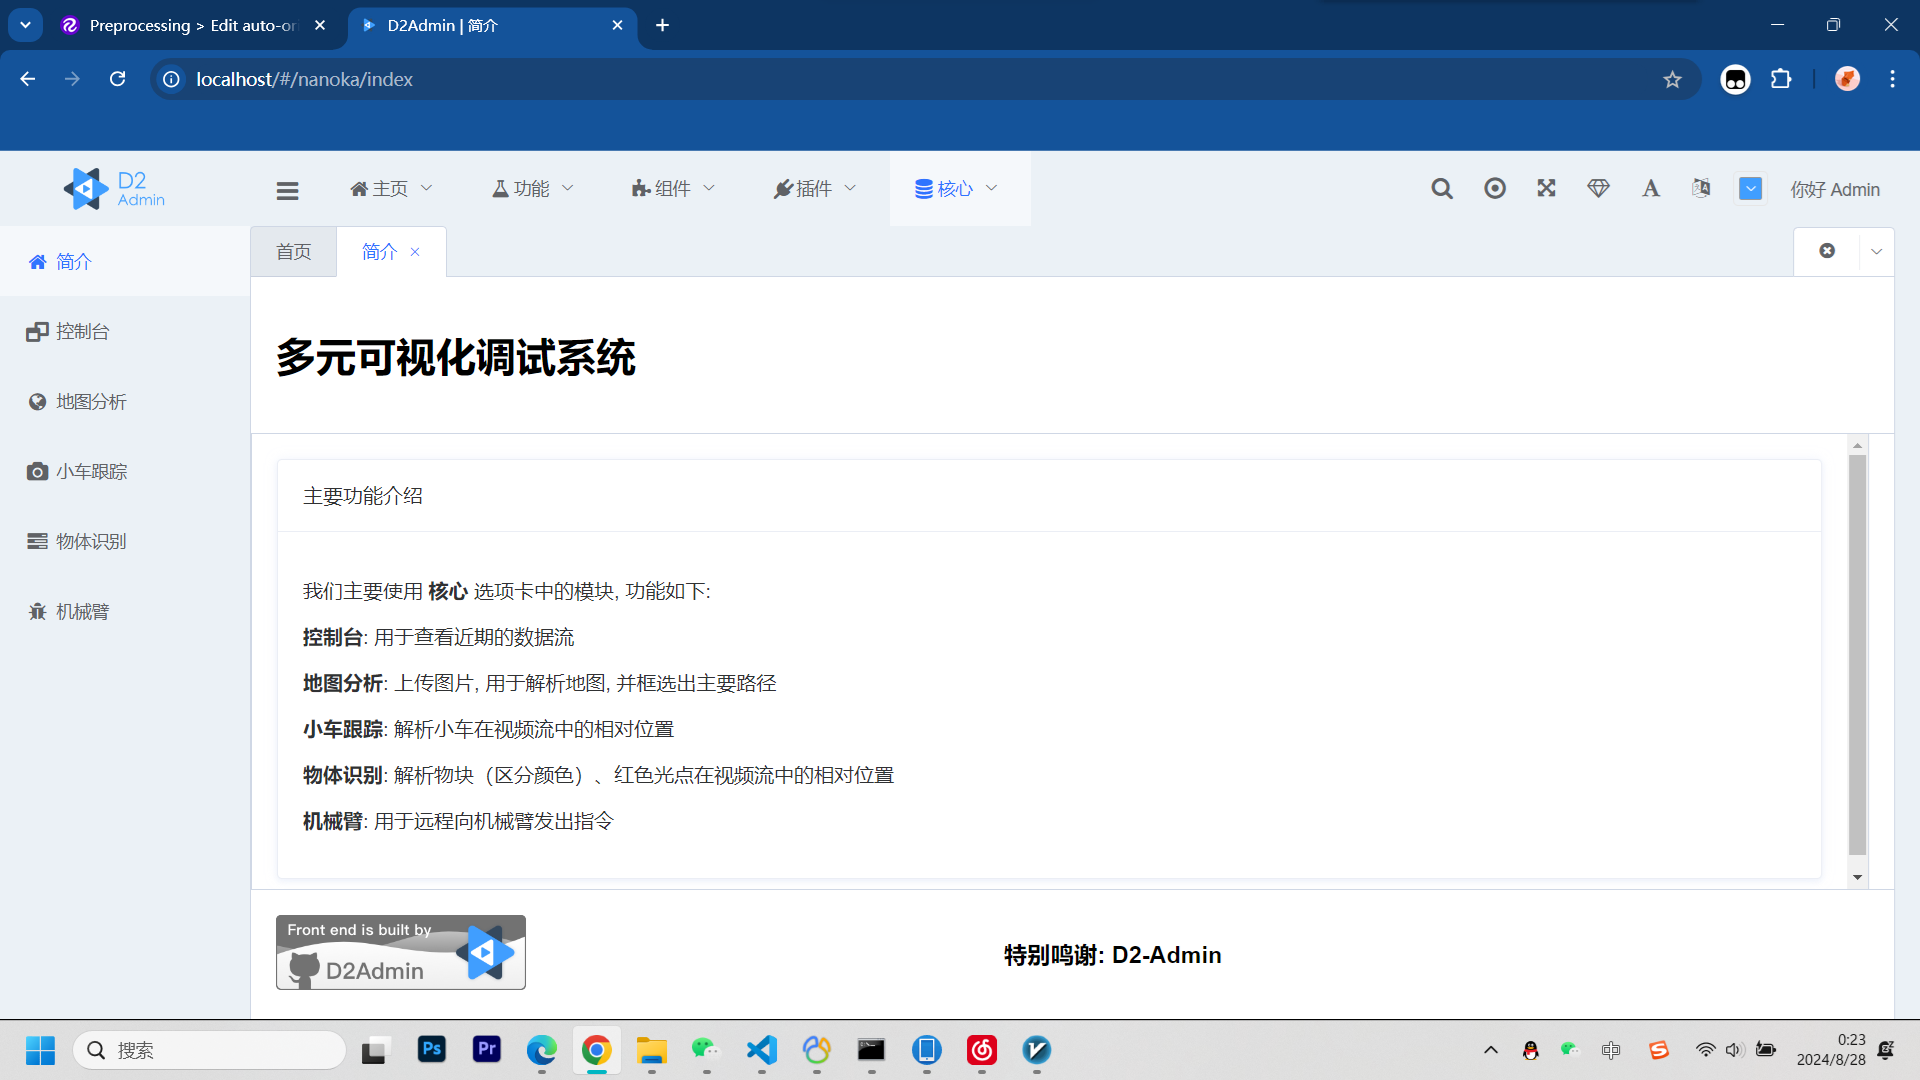 Preprocessing > Edit auto-ori
D2Admin | 简介
localhost/#/nanoka/index
D2 Admin
主页
功能
组件
插件
核心
你好 Admin
简介
控制台
地图分析
小车跟踪
物体识别
机械臂
首页
简介
多元可视化调试系统
主要功能介绍
我们主要使用 核心 选项卡中的模块, 功能如下:
控制台: 用于查看近期的数据流
地图分析: 上传图片, 用于解析地图, 并框选出主要路径
小车跟踪: 解析小车在视频流中的相对位置
物体识别: 解析物块（区分颜色）、红色光点在视频流中的相对位置
机械臂: 用于远程向机械臂发出指令
Front end is built by
D2Admin
特别鸣谢: D2-Admin
搜索
Ps
Pr
中
0:23
2024/8/28